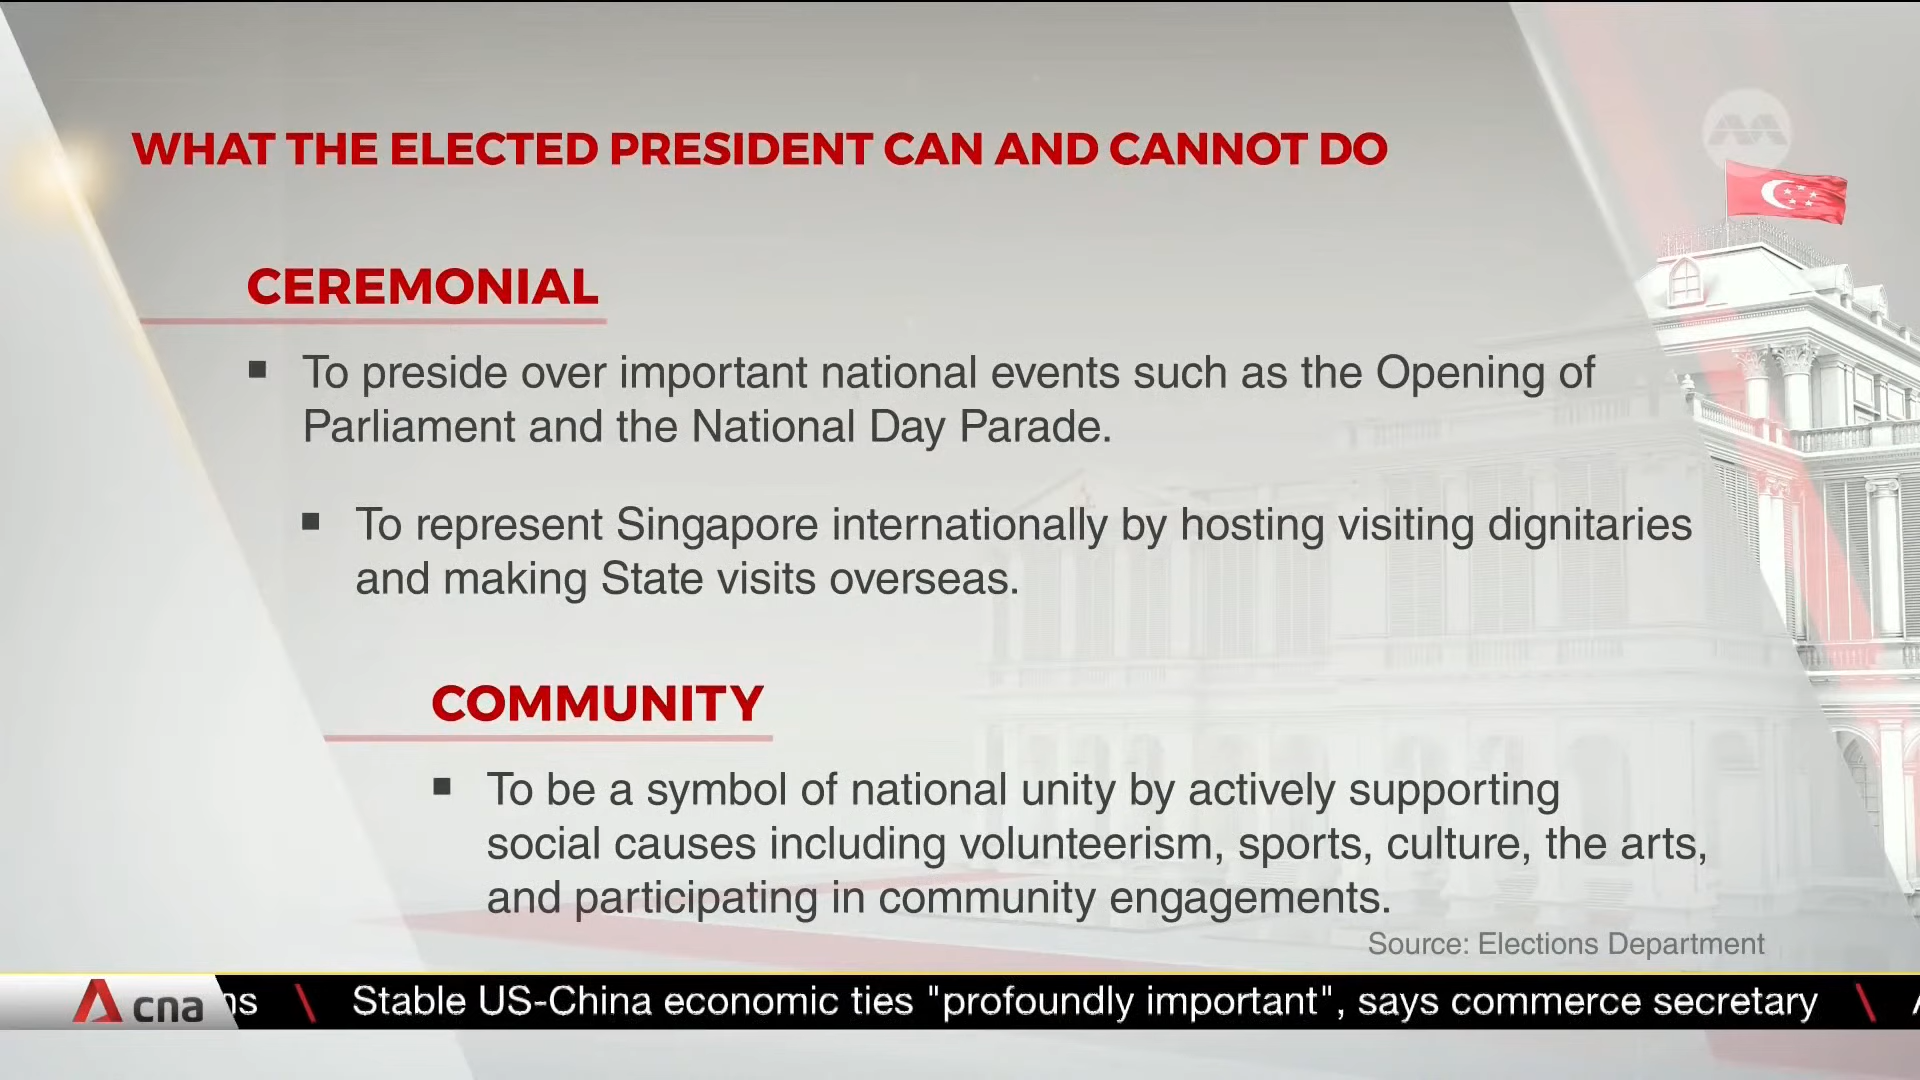 WHAT THE ELECTED PRESIDENT CAN AND CANNOT DO
CEREMONIAL
■ To preside over important national events such as the Opening of
Parliament and the National Day Parade.
■ To represent Singapore internationally by hosting visiting dignitaries
and making State visits overseas.
COMMUNITY
■ To be a symbol of national unity by actively supporting
social causes including volunteerism, sports, culture, the arts,
and participating in community engagements.
Source: Elections Department
cna \ Stable US-China economic ties "profoundly important", says commerce secretary \